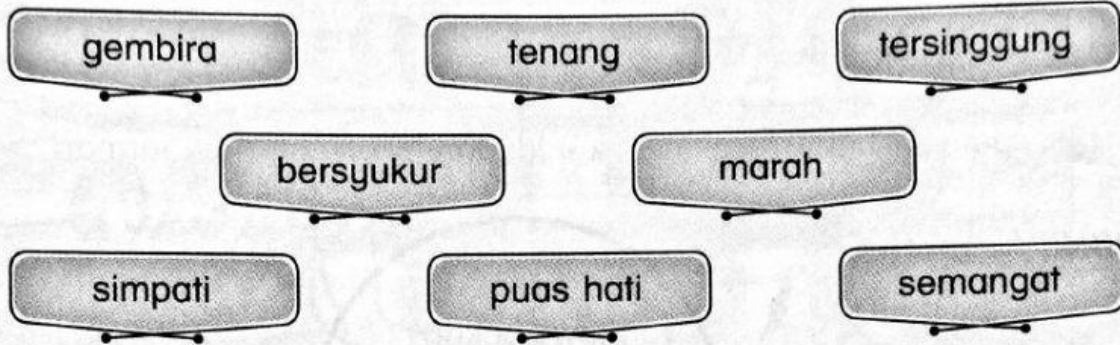 gembira tenang tersinggung
bersyukur marah
simpati puas hati semangat